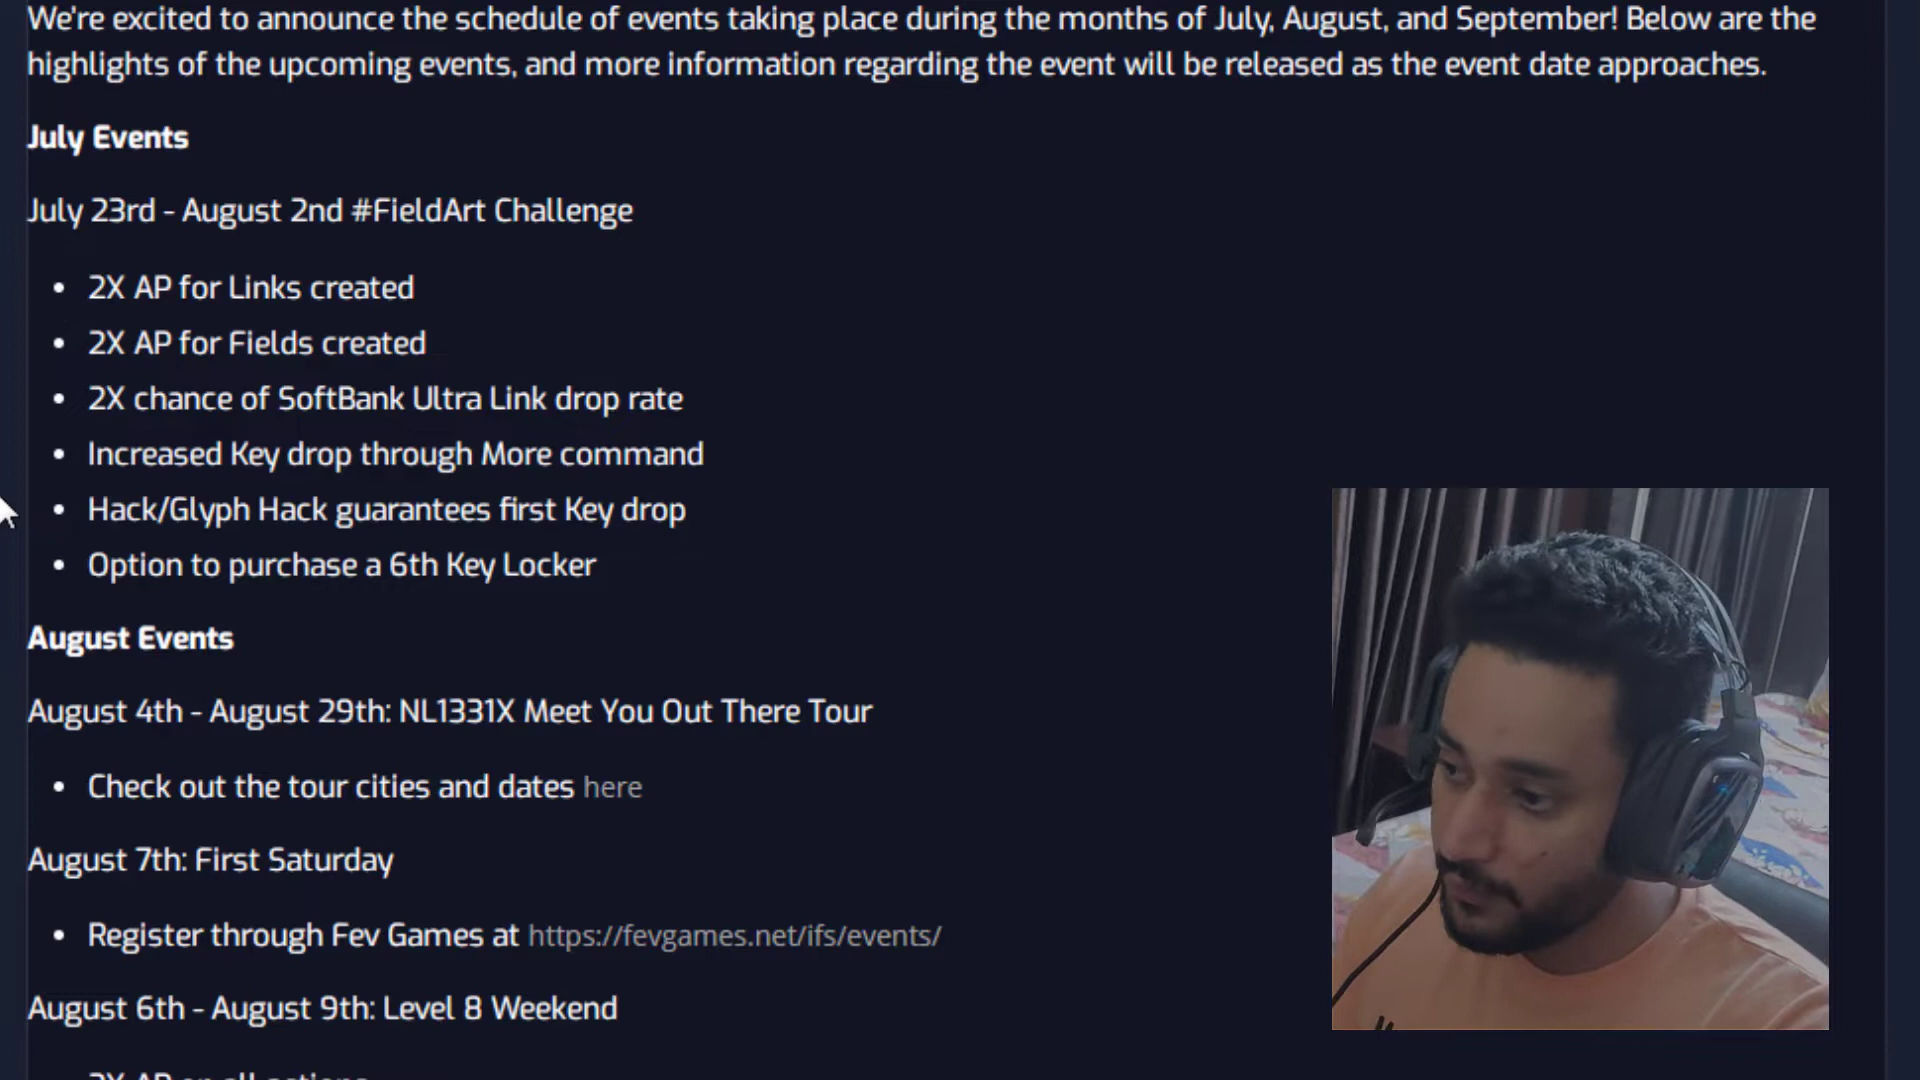 We're excited to announce the schedule of events taking place during the months of July, August, and September! Below are the
highlights of the upcoming events, and more information regarding the event will be released as the event date approaches.
July Events
July 23rd - August 2nd #FieldArt Challenge
• 2X AP for Links created
• 2X AP for Fields created
• 2X chance of SoftBank Ultra Link drop rate
• Increased Key drop through More command
• Hack/Glyph Hack guarantees first Key drop
• Option to purchase a 6th Key Locker
August Events
August 4th - August 29th: NL1331X Meet You Out There Tour
• Check out the tour cities and dates here
August 7th: First Saturday
• Register through Fev Games at https://fevgames.net/ifs/events/
August 6th - August 9th: Level 8 Weekend